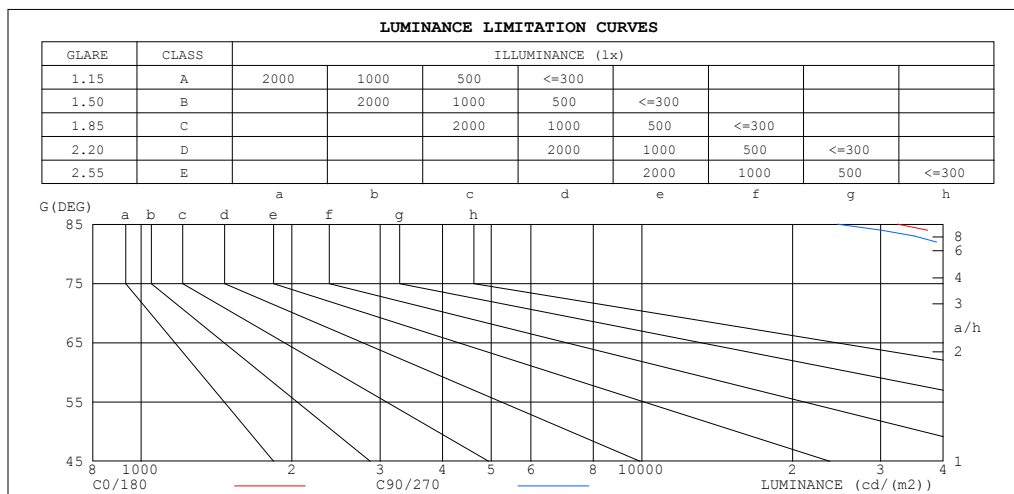 LUMINANCE LIMITATION CURVES
GLARE CLASS ILLUMINANCE (lx)
1.15 A 2000 1000 500 <=300
1.50 B 2000 1000 500 <=300
1.85 C 2000 1000 500 <=300
2.20 D 2000 1000 500 <=300
2.55 E 2000 1000 500 <=300
a b c d e f g h
G(DEG)
a b c d e f g h
85
8
6
75 4
3
a/h
65
2
55
45 1
8 1000 2 3 4 5 6 8 10000 2 3 4
C0/180 C90/270 LUMINANCE (cd/(m2))